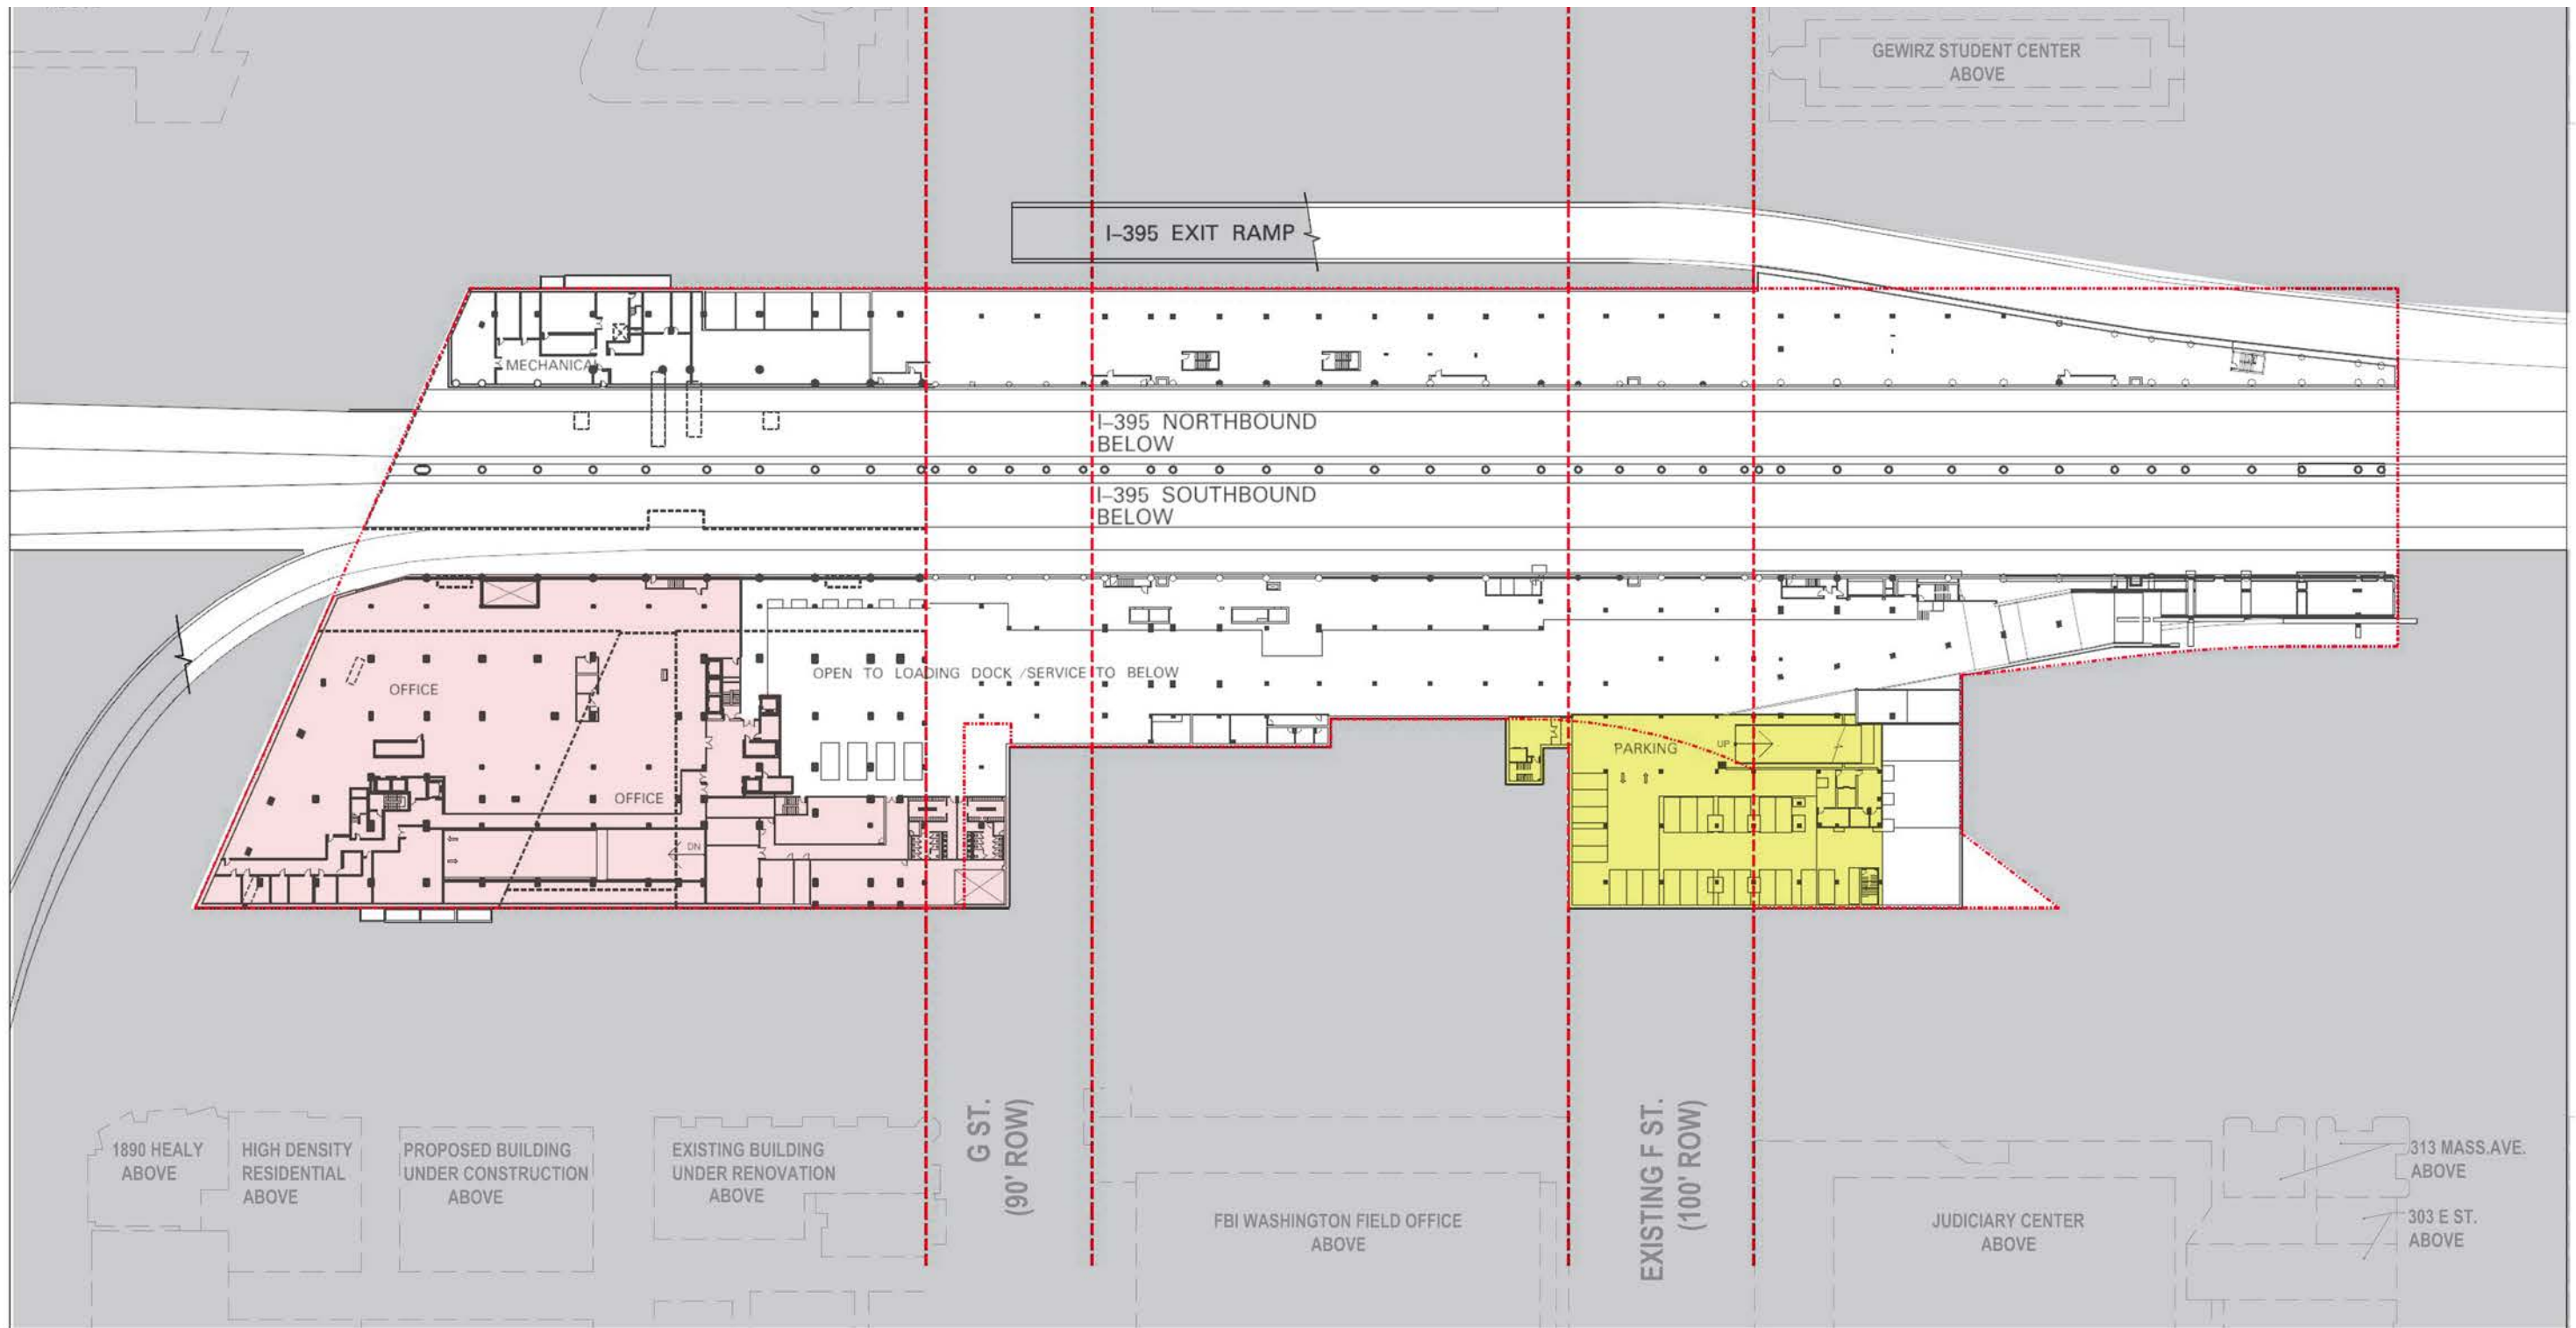 GEWIRZ STUDENT CENTER
ABOVE
I-395 EXIT RAMP
MECHANICAL
I-395 NORTHBOUND
BELOW
I-395 SOUTHBOUND
BELOW
OPEN TO LOADING DOCK / SERVICE TO BELOW
OFFICE
PARKING
UP
OFFICE
DN
G ST.
(90' ROW)
EXISTING F ST.
(100' ROW)
1890 HEALY
ABOVE
HIGH DENSITY
RESIDENTIAL
ABOVE
PROPOSED BUILDING
UNDER CONSTRUCTION
ABOVE
EXISTING BUILDING
UNDER RENOVATION
ABOVE
FBI WASHINGTON FIELD OFFICE
ABOVE
JUDICIARY CENTER
ABOVE
313 MASS.AVE.
ABOVE
303 E ST.
ABOVE